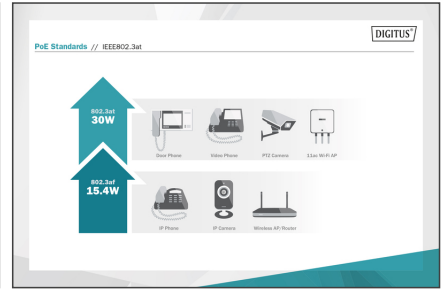 DIGITUS®
PoE Standards // IEEE802.3at
802.3at
30W
Door Phone Video Phone PTZ Camera 11ac Wi-Fi AP
802.3af
15.4W
IP Phone IP Camera Wireless AP/Router